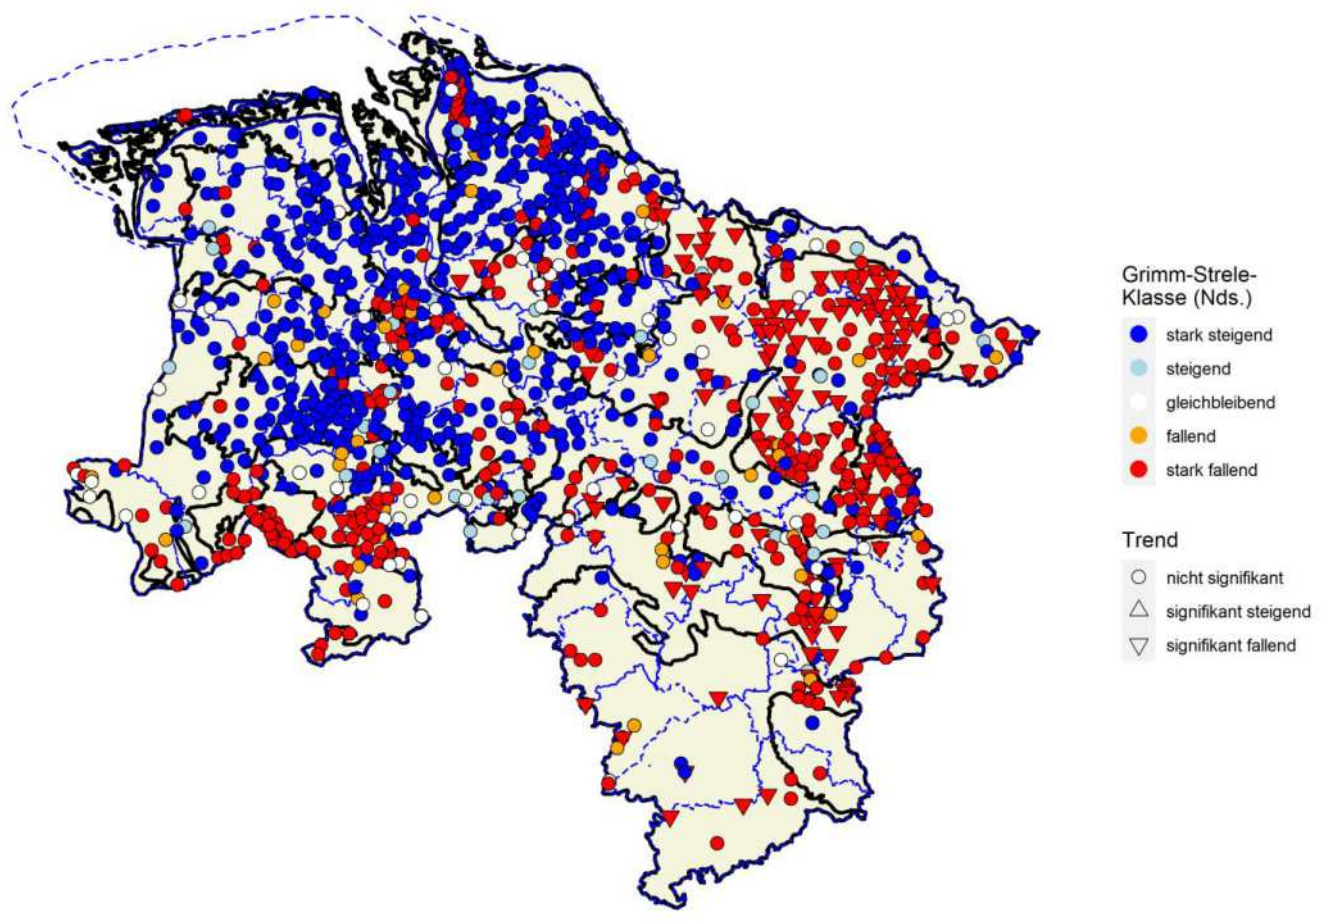 Grimm-Strele-
Klasse (Nds.)
stark steigend
steigend
gleichbleibend
fallend
stark fallend
Trend
nicht signifikant
signifikant steigend
signifikant fallend